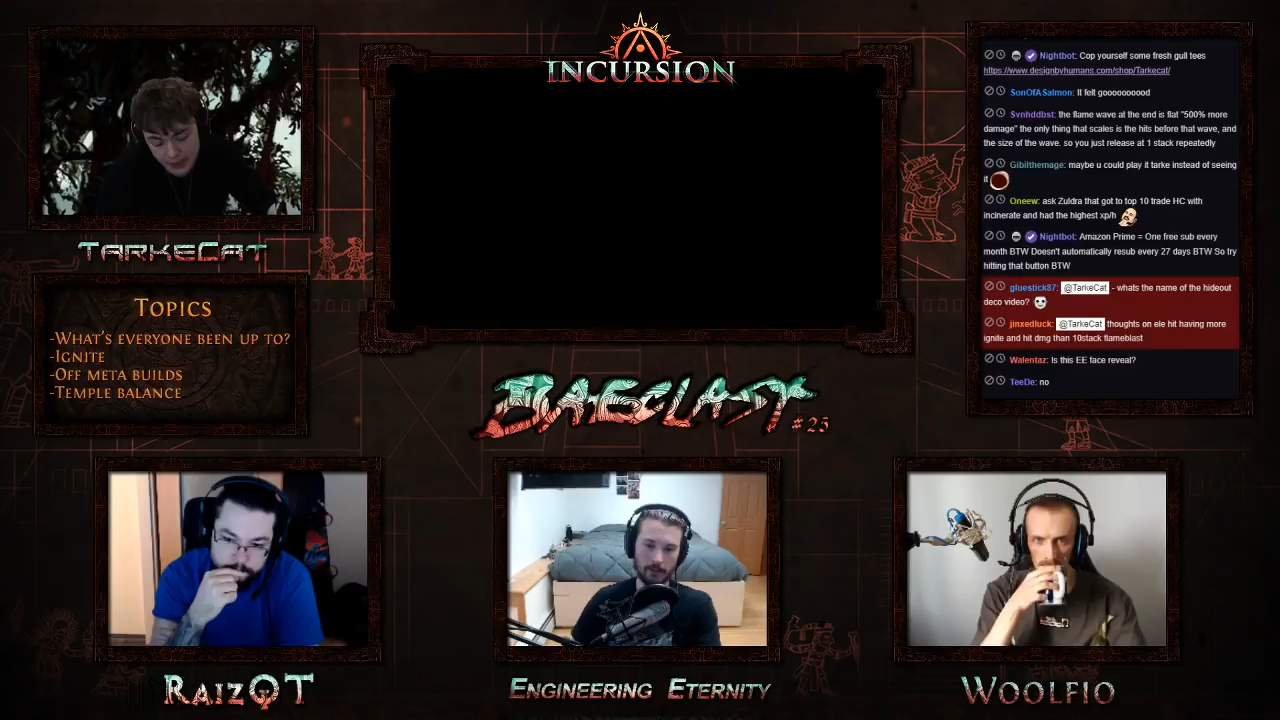 INCURSION
TARKECAT
TOPICS
-WHAT'S EVERYONE BEEN UP TO?
-IGNITE
-OFF META BUILDS
-TEMPLE BALANCE
Nightbot: Cop yourself some fresh gull tees
https://www.designbyhumans.com/shop/Tarkecat/
SonOfASalmon: It felt goooooooood
Svnhddbst: the flame wave at the end is flat "500% more
damage" the only thing that scales is the hits before that wave, and
the size of the wave. so you just release at 1 stack repeatedly
Gibilthemage: maybe u could play it tarke instead of seeing
it
Oneew: ask Zuldra that got to top 10 trade HC with
incinerate and had the highest xp/h
Nightbot: Amazon Prime = One free sub every
month BTW Doesn't automatically resub every 27 days BTW So try
hitting that button BTW
gluestick87: @TarkeCat - whats the name of the hideout
deco video?
jinxedluck: @TarkeCat thoughts on ele hit having more
ignite and hit dmg than 10stack flameblast
Walentaz: Is this EE face reveal?
TeeDe: no
BAECLAST #25
RAIZQT
ENGINEERING ETERNITY
WOOLFIO